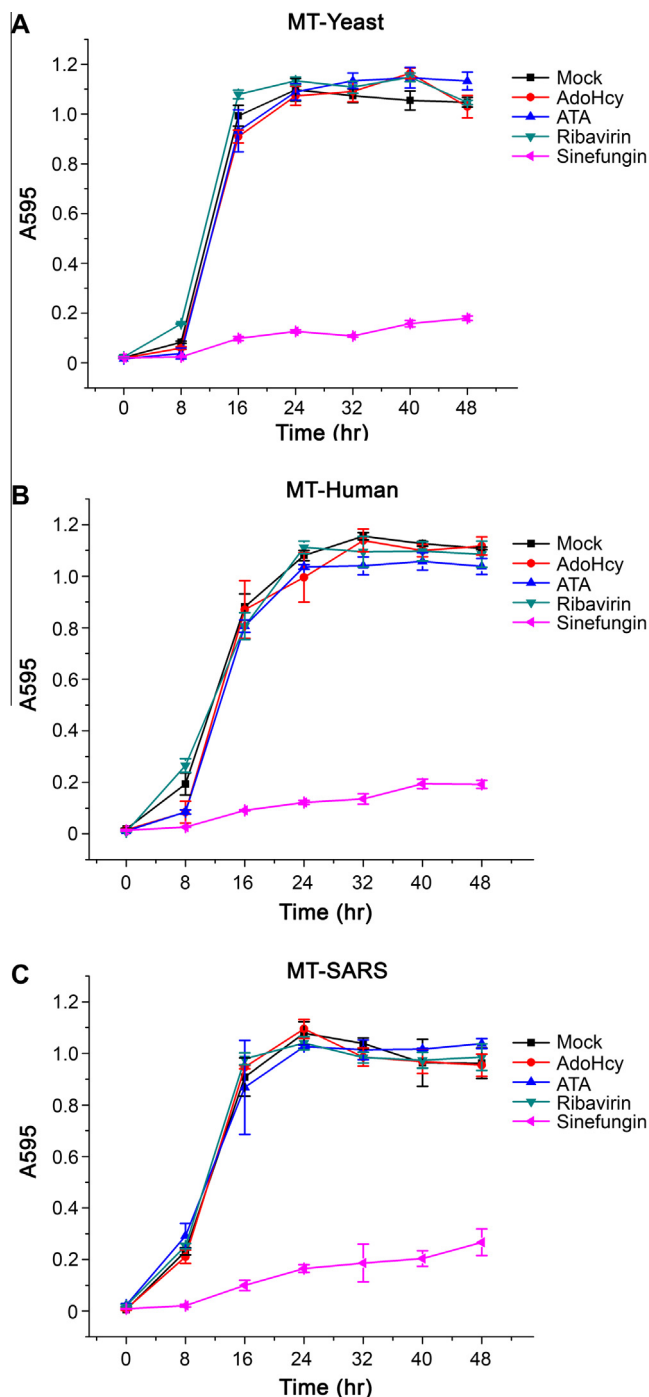 A
MT-Yeast
1.2
1.0
0.8
0.6
0.4
0.2
0
A595
Mock
AdoHcy
ATA
Ribavirin
Sinefungin
0 8 16 24 32 40 48
Time (hr)
B
MT-Human
1.2
1.0
0.8
0.6
0.4
0.2
0
A595
Mock
AdoHcy
ATA
Ribavirin
Sinefungin
0 8 16 24 32 40 48
Time (hr)
C
MT-SARS
1.2
1.0
0.8
0.6
0.4
0.2
0
A595
Mock
AdoHcy
ATA
Ribavirin
Sinefungin
0 8 16 24 32 40 48
Time (hr)